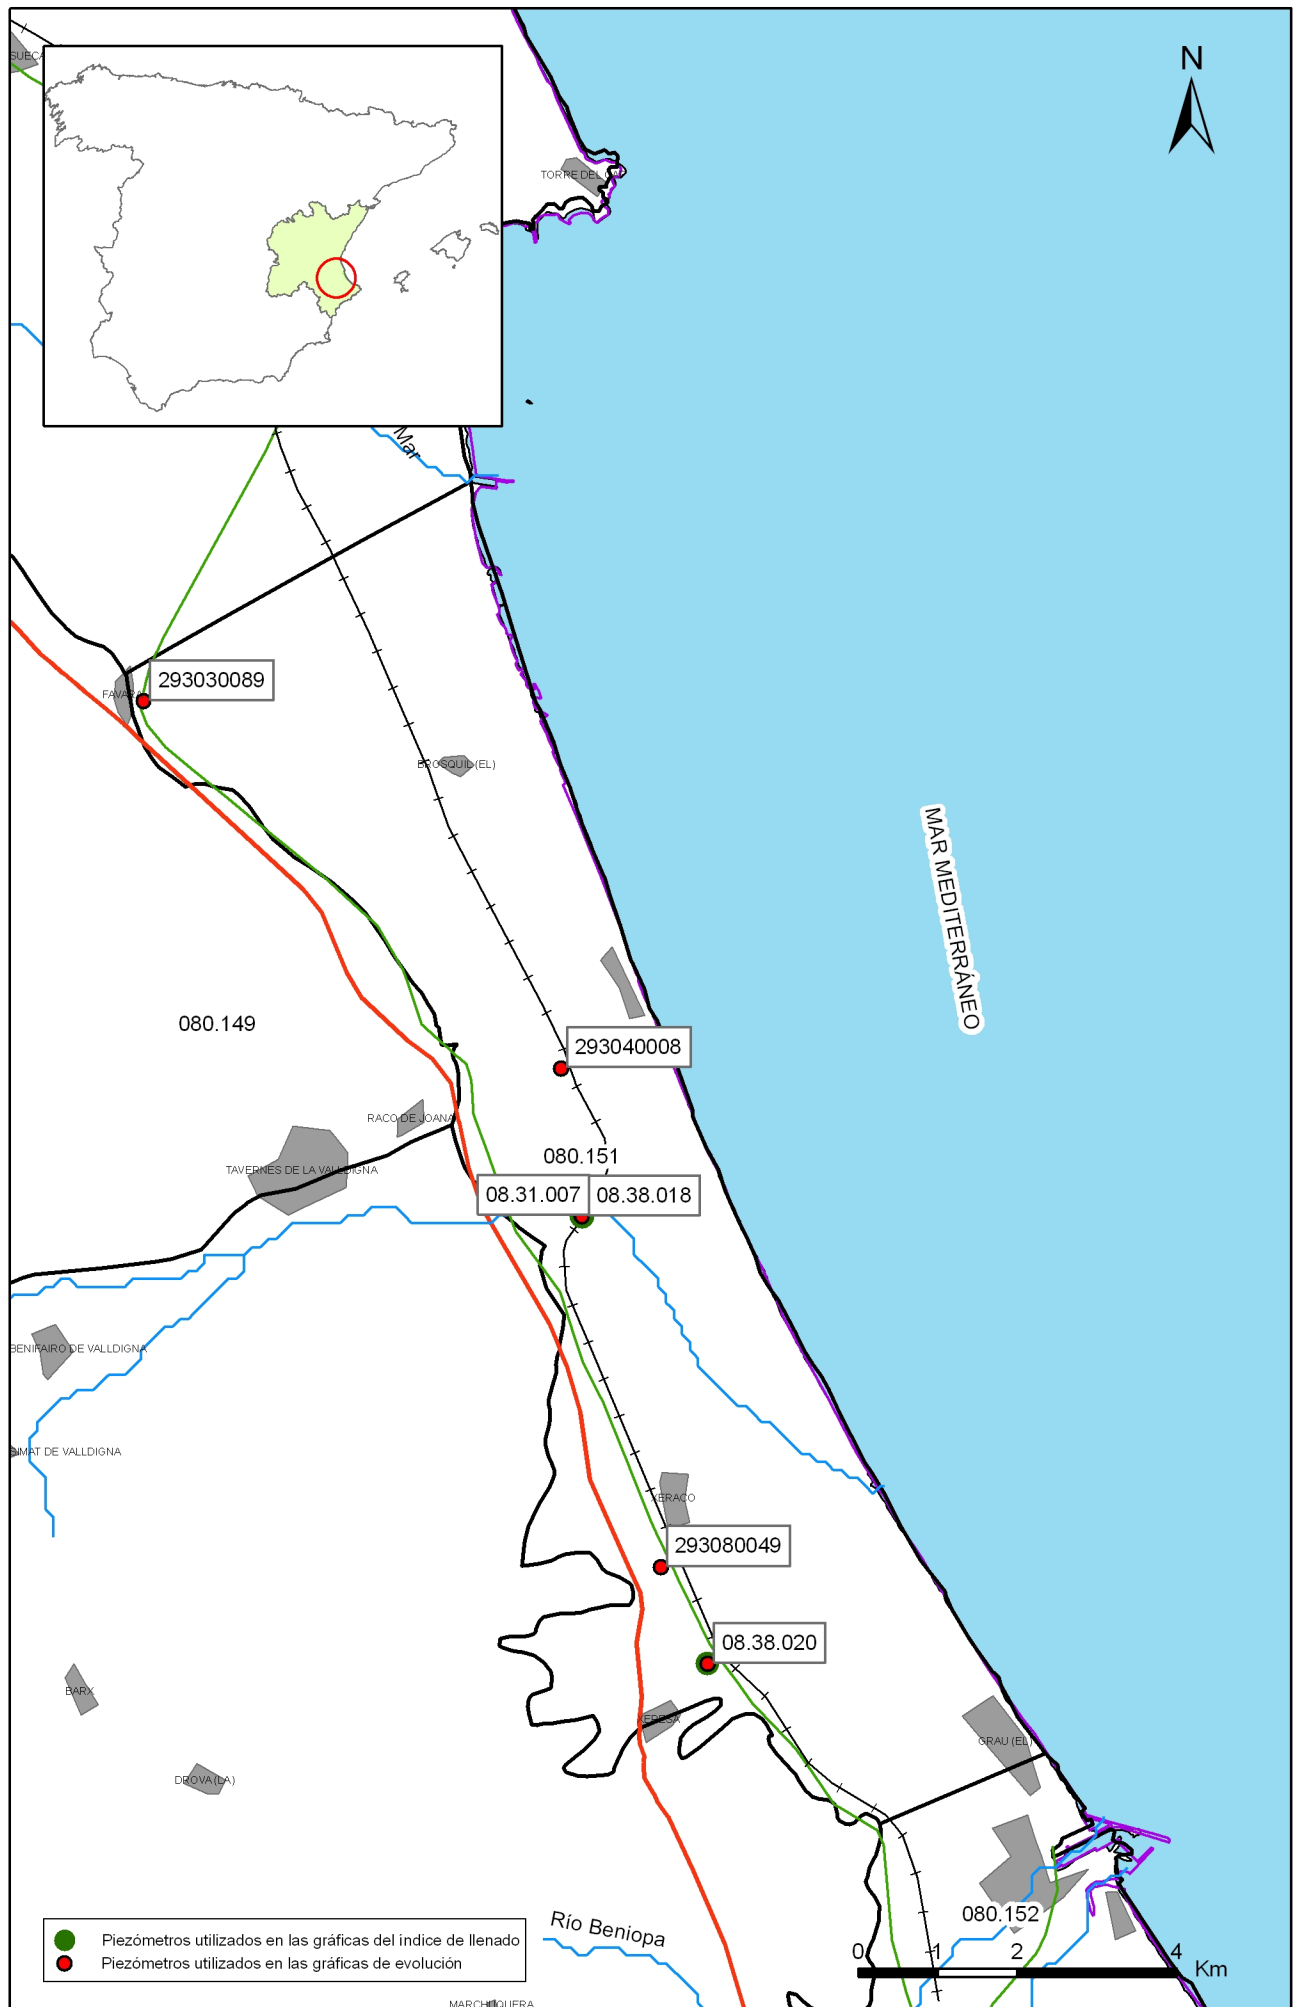 N
SUECA
TORRE DEL
Mar
293030089
FAVARA
BROSQUIL (EL)
MAR MEDITERRÁNEO
080.149
293040008
RACO DE JOANA
080.151
TAVERNES DE LA VALLDIGNA
08.31.007
08.38.018
BENIFAIRO DE VALLDIGNA
SIMAT DE VALLDIGNA
XERACO
293080049
08.38.020
BARX
XERESA
GRAU (EL)
DROVA (LA)
080.152
Río Beniopa
Piezómetros utilizados en las gráficas del índice de llenado
Piezómetros utilizados en las gráficas de evolución
0 1 2 4
Km
MARCHUQUERA